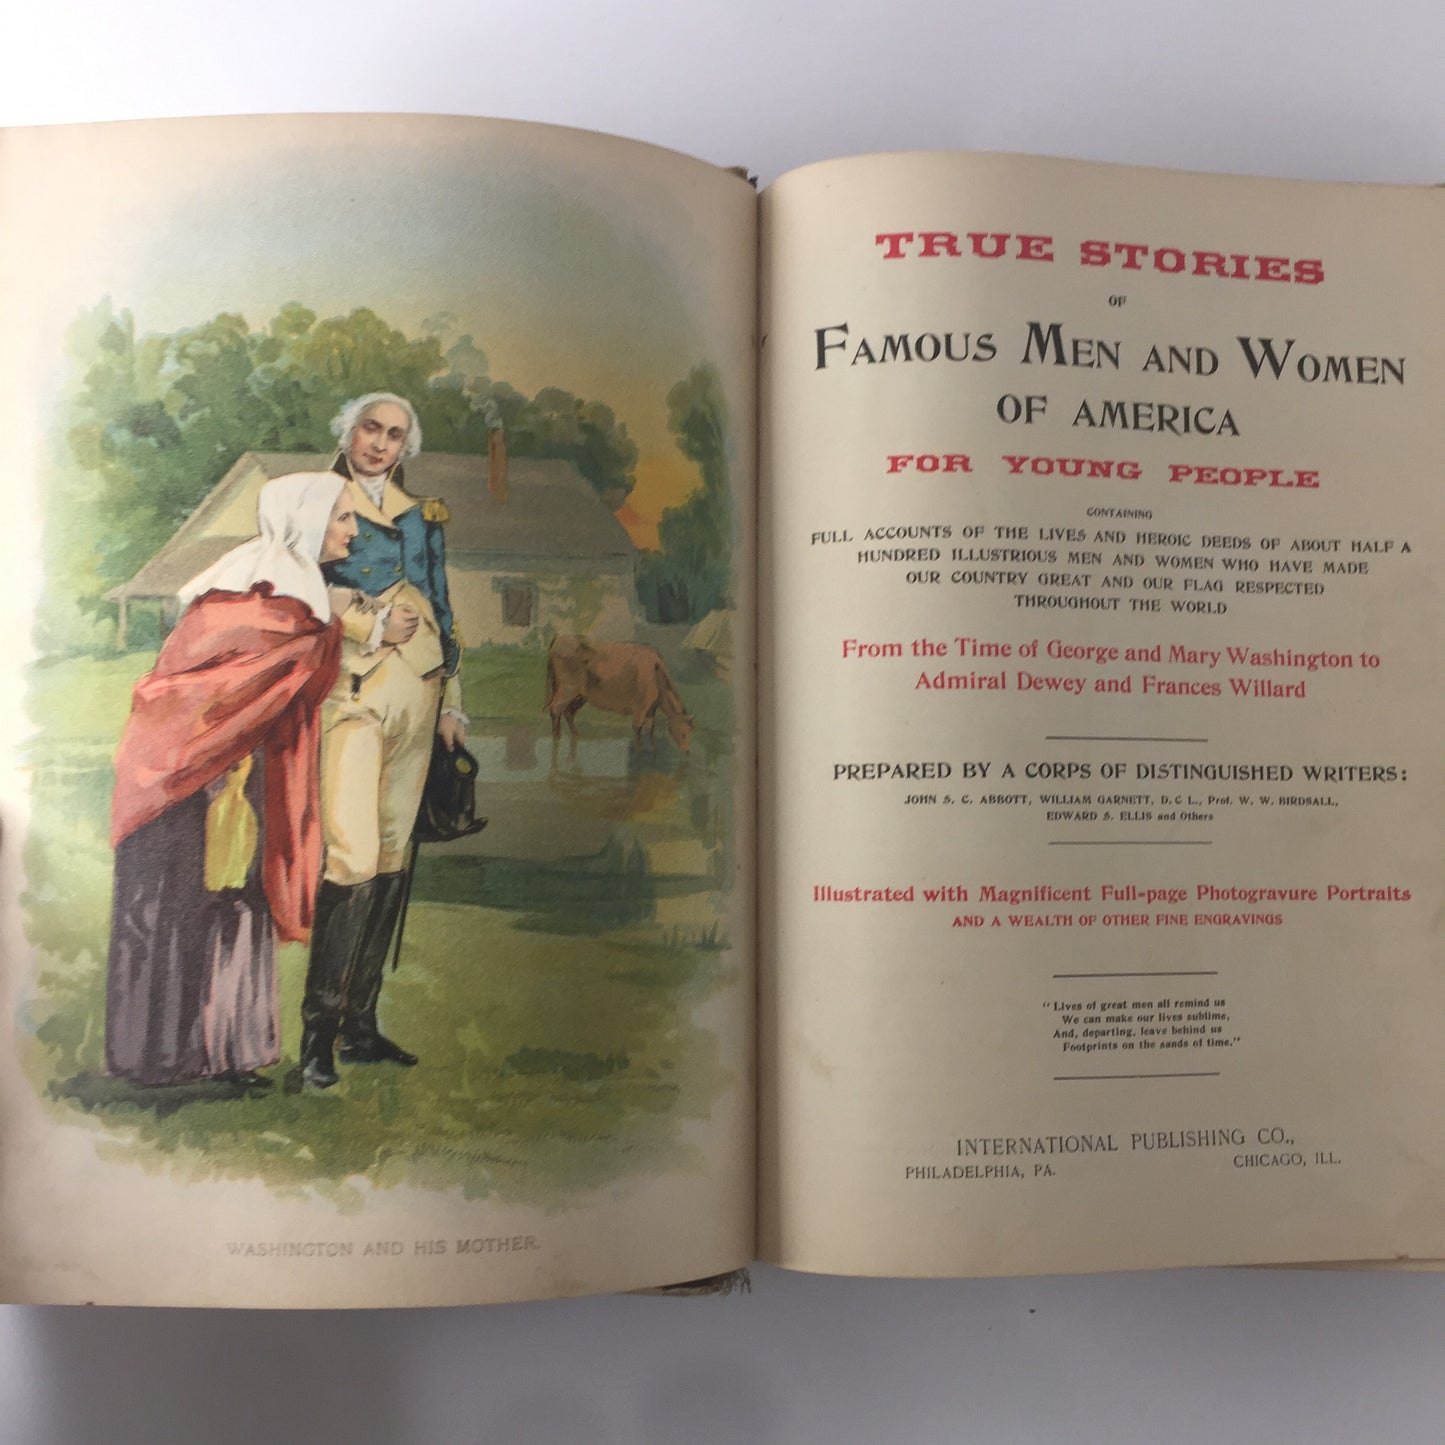 WASHINGTON AND HIS MOTHER.
TRUE STORIES
OF
FAMOUS MEN AND WOMEN
OF AMERICA
FOR YOUNG PEOPLE
CONTAINING
FULL ACCOUNTS OF THE LIVES AND HEROIC DEEDS OF ABOUT HALF A
HUNDRED ILLUSTRIOUS MEN AND WOMEN WHO HAVE MADE
OUR COUNTRY GREAT AND OUR FLAG RESPECTED
THROUGHOUT THE WORLD
From the Time of George and Mary Washington to
Admiral Dewey and Frances Willard
PREPARED BY A CORPS OF DISTINGUISHED WRITERS:
JOHN S. C. ABBOTT, WILLIAM GARNETT, D. C L., Prof. W. W. BIRDSALL,
EDWARD S. ELLIS and Others
Illustrated with Magnificent Full-page Photogravure Portraits
AND A WEALTH OF OTHER FINE ENGRAVINGS
"Lives of great men all remind us
We can make our lives sublime,
And, departing, leave behind us
Footprints on the sands of time."
INTERNATIONAL PUBLISHING CO.,
PHILADELPHIA, PA. CHICAGO, ILL.